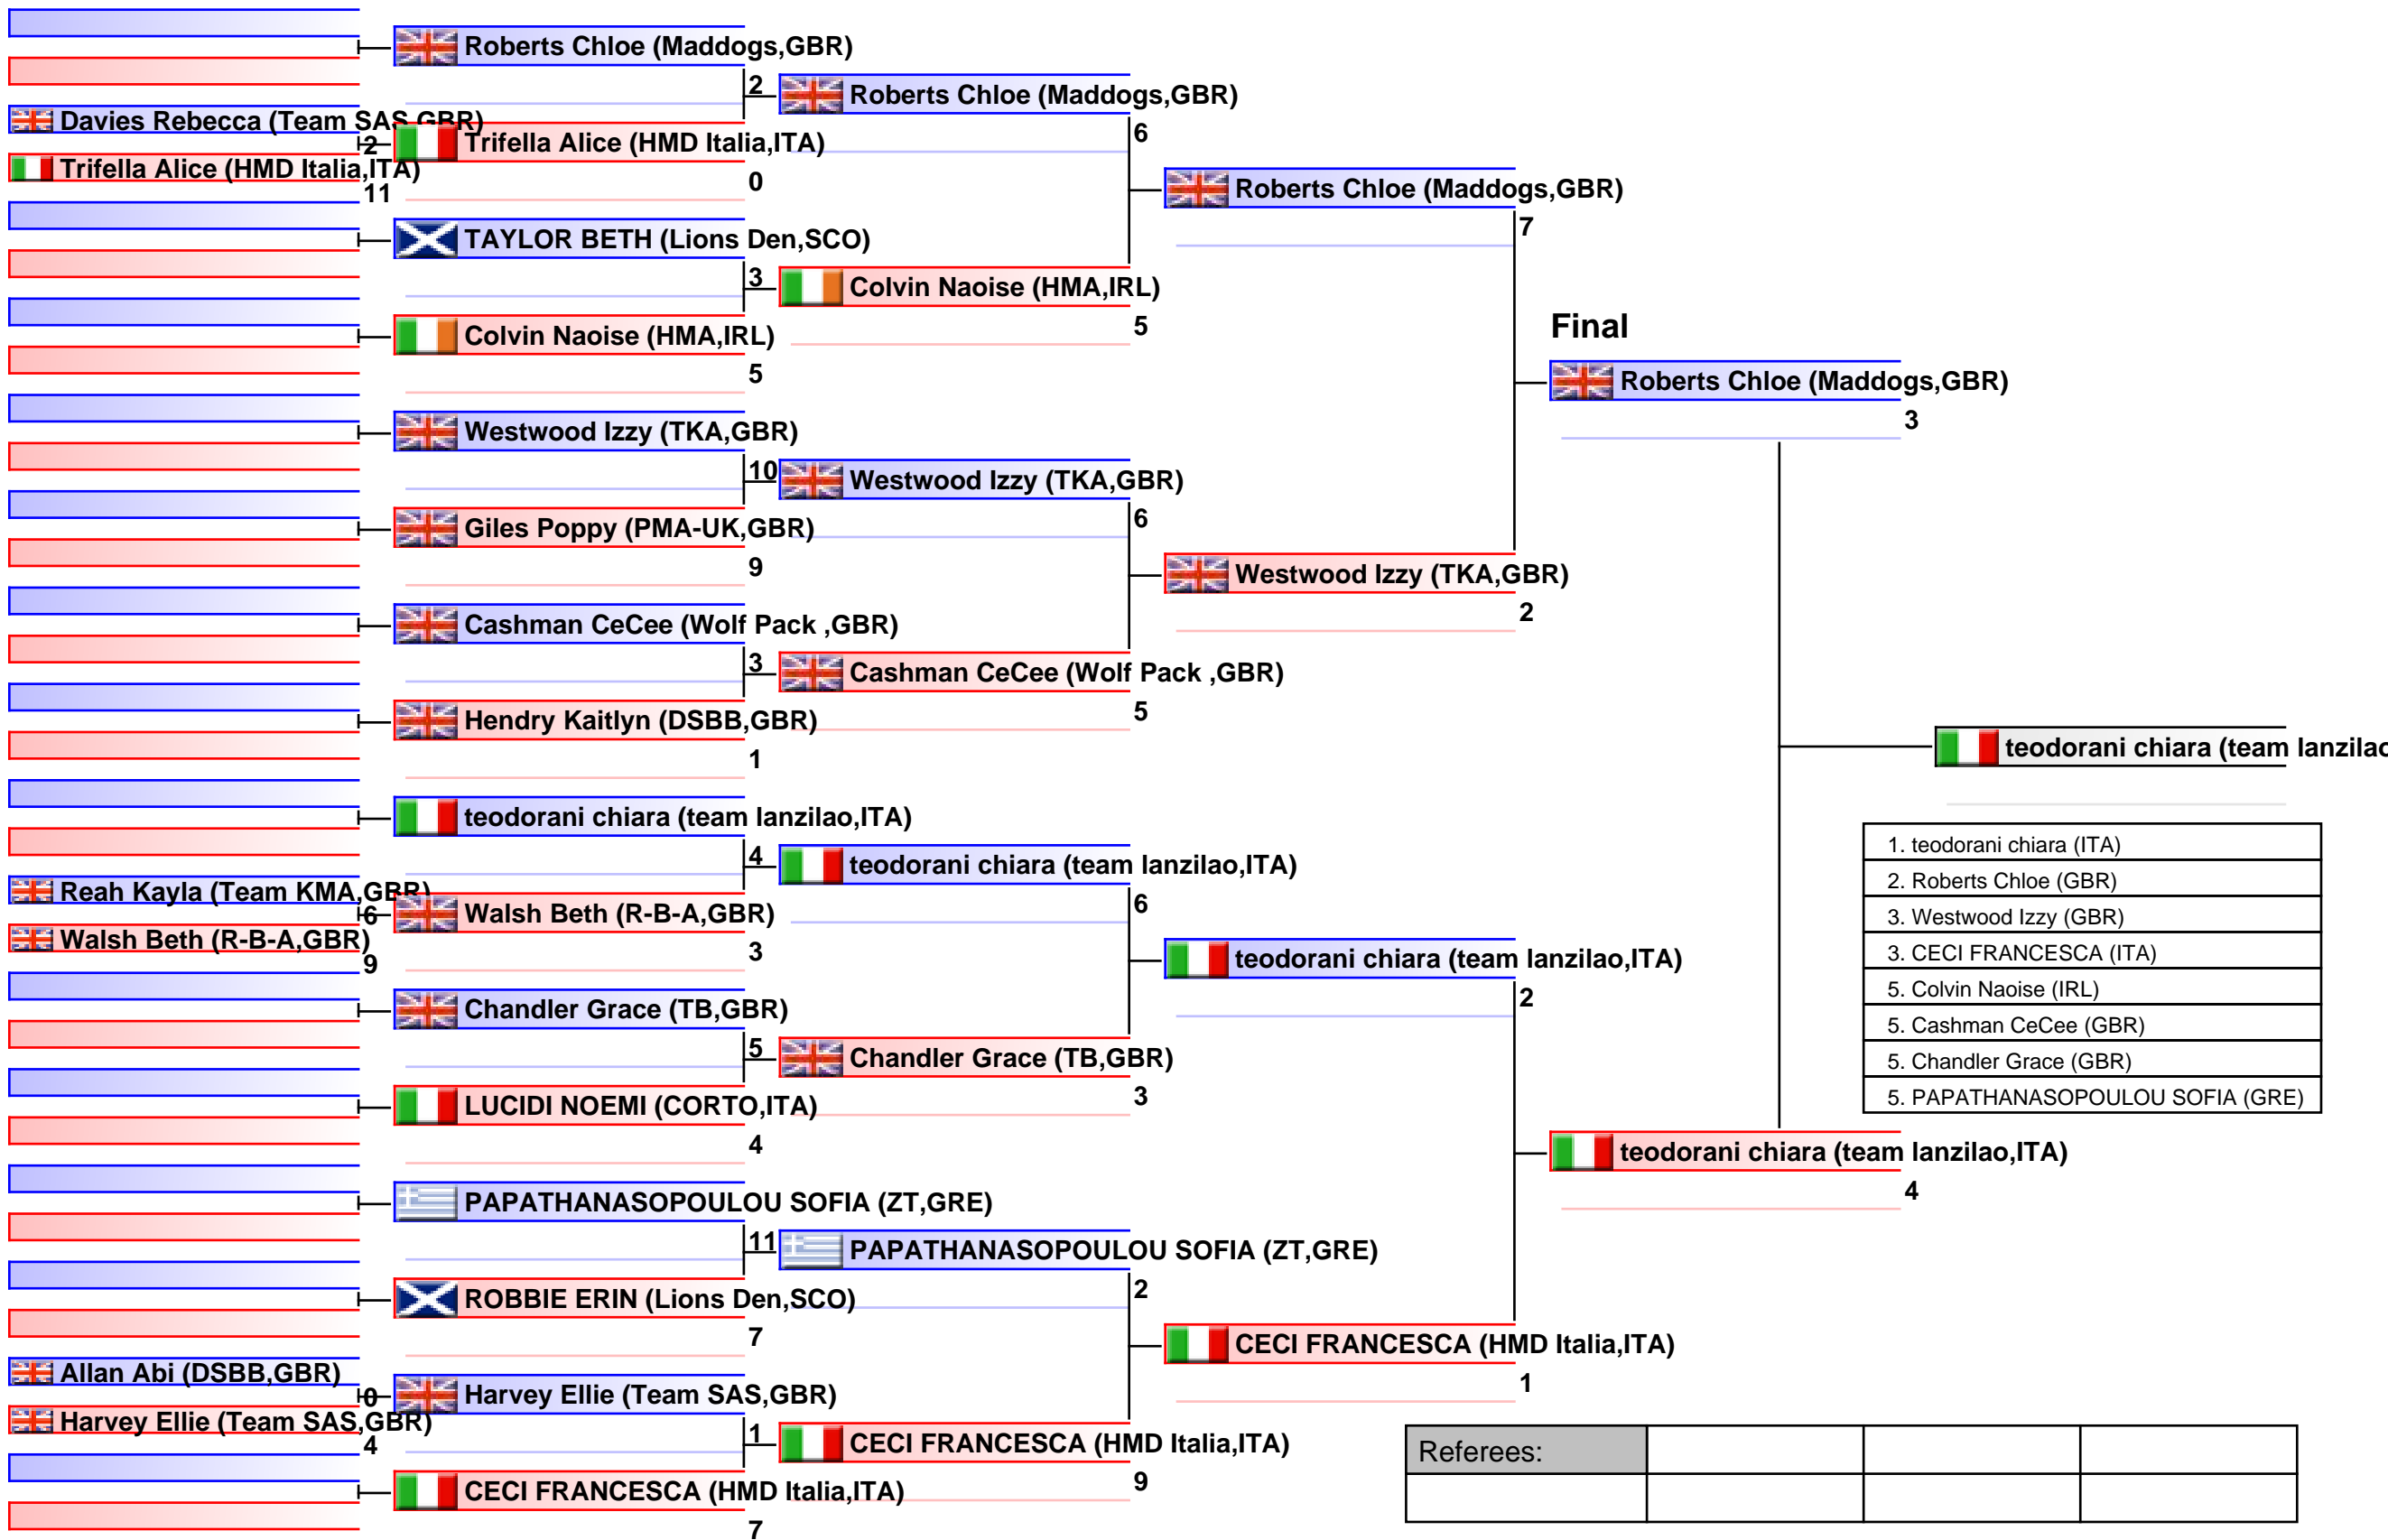 Roberts Chloe (Maddogs,GBR)
2
Roberts Chloe (Maddogs,GBR)
Davies Rebecca (Team SAS,GBR)
2
Trifella Alice (HMD Italia,ITA)
6
Trifella Alice (HMD Italia,ITA)
11
0
Roberts Chloe (Maddogs,GBR)
7
TAYLOR BETH (Lions Den,SCO)
3
Colvin Naoise (HMA,IRL)
5
Colvin Naoise (HMA,IRL)
5
Final
Roberts Chloe (Maddogs,GBR)
3
Westwood Izzy (TKA,GBR)
10
Westwood Izzy (TKA,GBR)
6
Giles Poppy (PMA-UK,GBR)
9
Westwood Izzy (TKA,GBR)
2
Cashman CeCee (Wolf Pack ,GBR)
3
Cashman CeCee (Wolf Pack ,GBR)
5
Hendry Kaitlyn (DSBB,GBR)
1
teodorani chiara (team lanzilao
teodorani chiara (team lanzilao,ITA)
4
teodorani chiara (team lanzilao,ITA)
6
Reah Kayla (Team KMA,GBR)
6
Walsh Beth (R-B-A,GBR)
Walsh Beth (R-B-A,GBR)
9
3
1. teodorani chiara (ITA)
2. Roberts Chloe (GBR)
3. Westwood Izzy (GBR)
3. CECI FRANCESCA (ITA)
5. Colvin Naoise (IRL)
5. Cashman CeCee (GBR)
5. Chandler Grace (GBR)
5. PAPATHANASOPOULOU SOFIA (GRE)
teodorani chiara (team lanzilao,ITA)
2
Chandler Grace (TB,GBR)
5
Chandler Grace (TB,GBR)
3
LUCIDI NOEMI (CORTO,ITA)
4
teodorani chiara (team lanzilao,ITA)
4
PAPATHANASOPOULOU SOFIA (ZT,GRE)
11
PAPATHANASOPOULOU SOFIA (ZT,GRE)
2
ROBBIE ERIN (Lions Den,SCO)
7
CECI FRANCESCA (HMD Italia,ITA)
1
Allan Abi (DSBB,GBR)
0
Harvey Ellie (Team SAS,GBR)
Harvey Ellie (Team SAS,GBR)
4
1
CECI FRANCESCA (HMD Italia,ITA)
9
CECI FRANCESCA (HMD Italia,ITA)
7
Referees: